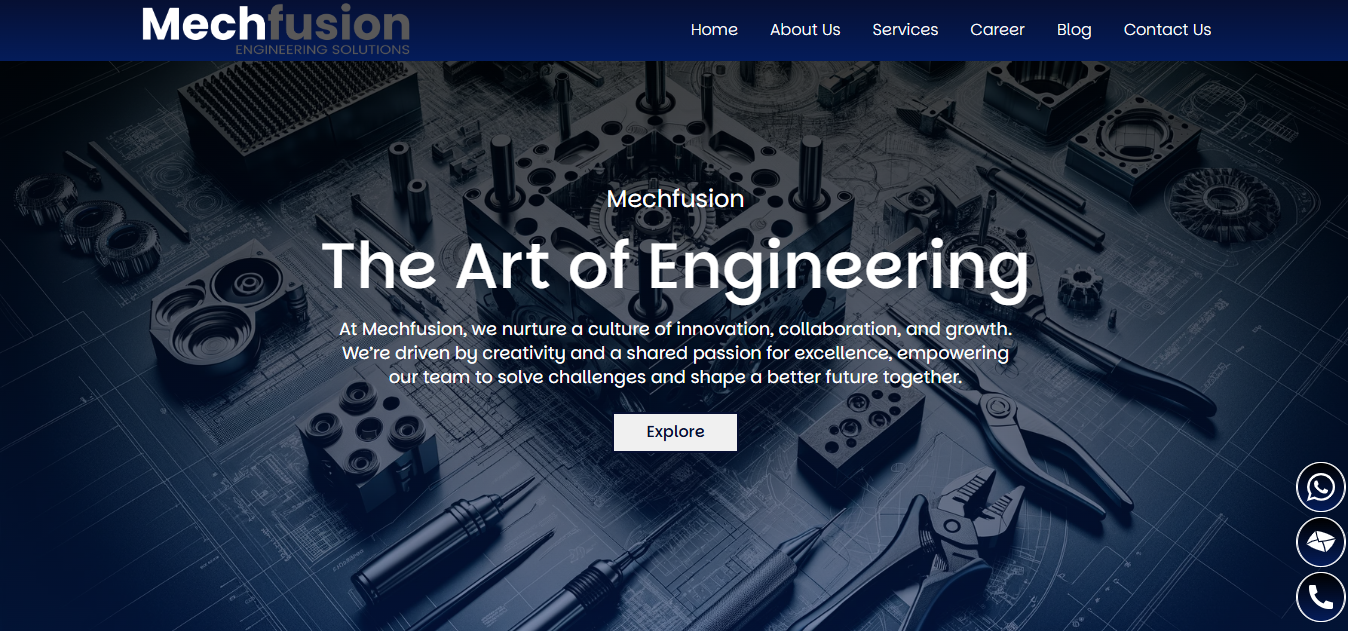 Mechfusion
ENGINEERING SOLUTIONS
Home About Us Services Career Blog Contact Us
Mechfusion
The Art of Engineering
At Mechfusion, we nurture a culture of innovation, collaboration, and growth.
We’re driven by creativity and a shared passion for excellence, empowering
our team to solve challenges and shape a better future together.
Explore